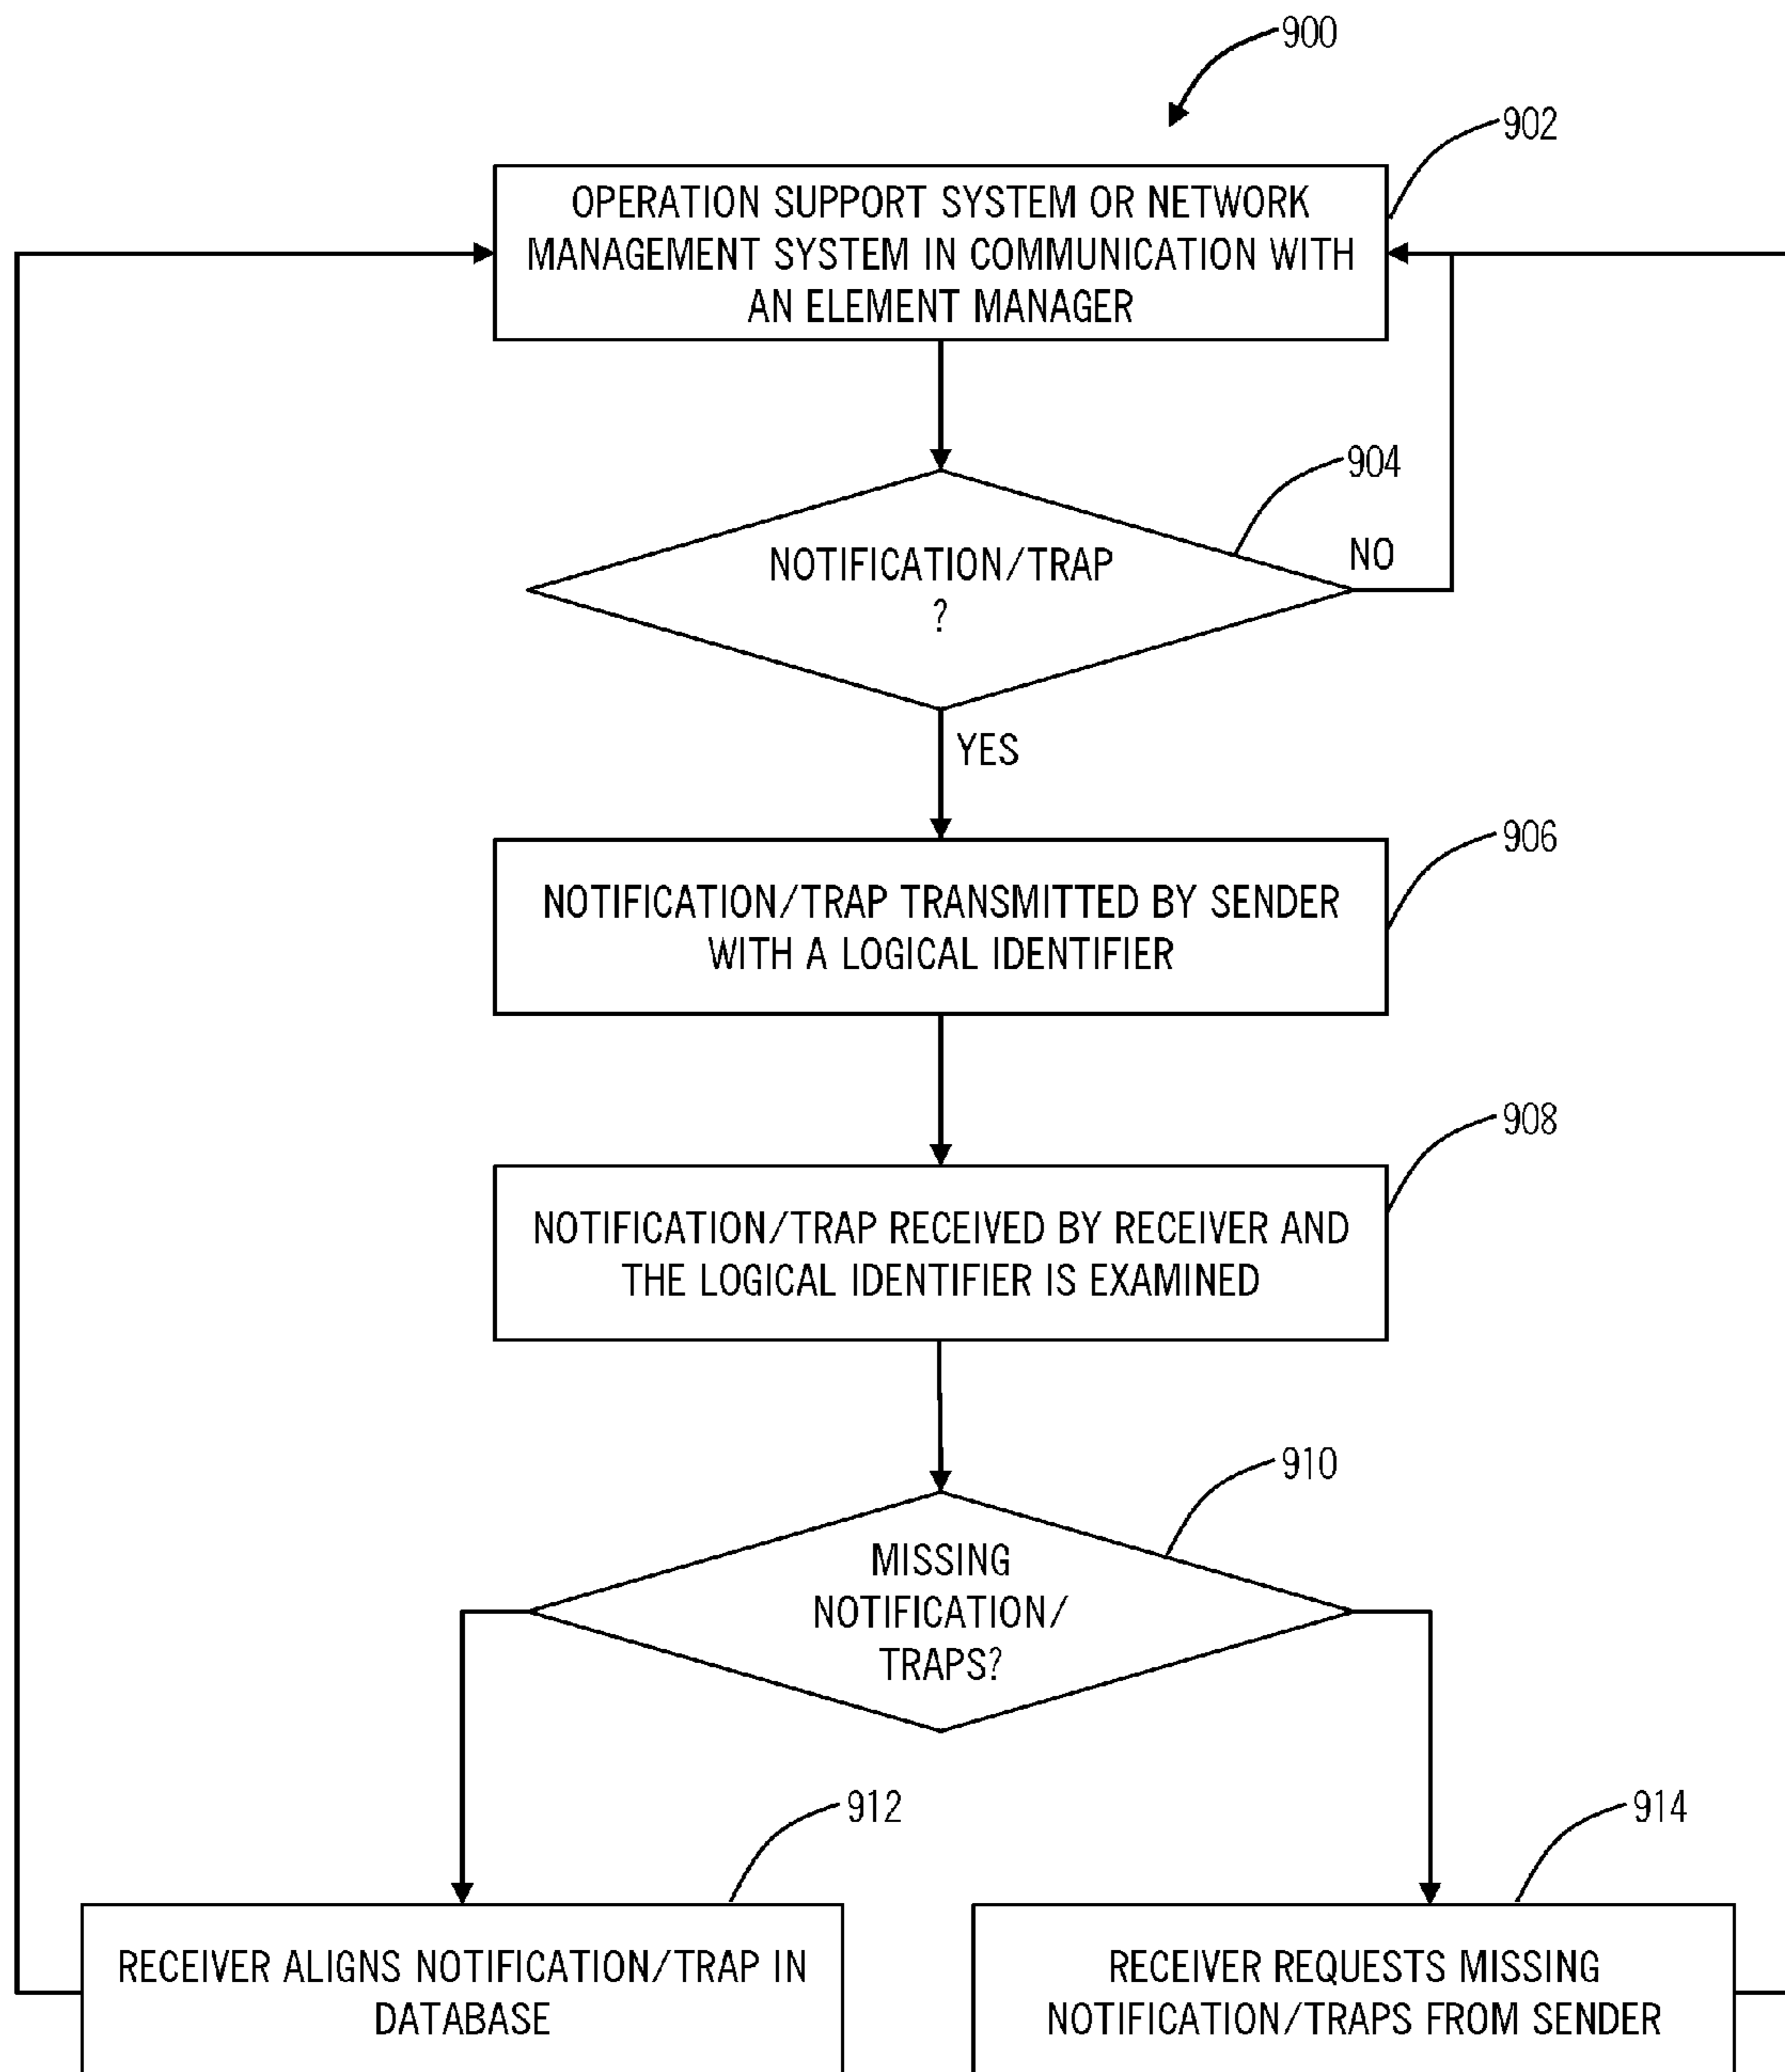 900
902
OPERATION SUPPORT SYSTEM OR NETWORK
MANAGEMENT SYSTEM IN COMMUNICATION WITH
AN ELEMENT MANAGER
904
NOTIFICATION/TRAP
?
NO
YES
906
NOTIFICATION/TRAP TRANSMITTED BY SENDER
WITH A LOGICAL IDENTIFIER
908
NOTIFICATION/TRAP RECEIVED BY RECEIVER AND
THE LOGICAL IDENTIFIER IS EXAMINED
910
MISSING
NOTIFICATION/
TRAPS?
912
RECEIVER ALIGNS NOTIFICATION/TRAP IN
DATABASE
914
RECEIVER REQUESTS MISSING
NOTIFICATION/TRAPS FROM SENDER